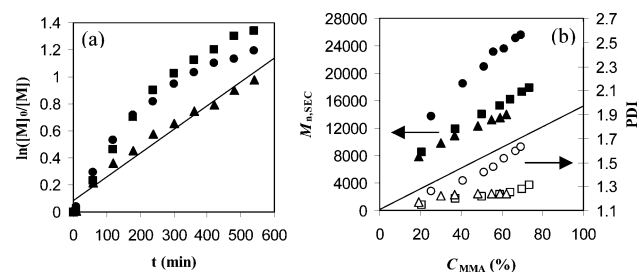 (a)
ln([M]₀/[M])
1.4
1.2
1
0.8
0.6
0.4
0.2
0
0 100 200 300 400 500 600
t (min)
(b)
Mn,SEC
28000
24000
20000
16000
12000
8000
4000
0
0 20 40 60 80 100
CMMA (%)
2.7
2.5
2.3
2.1
1.9
1.7
1.5
1.3
1.1
PDI